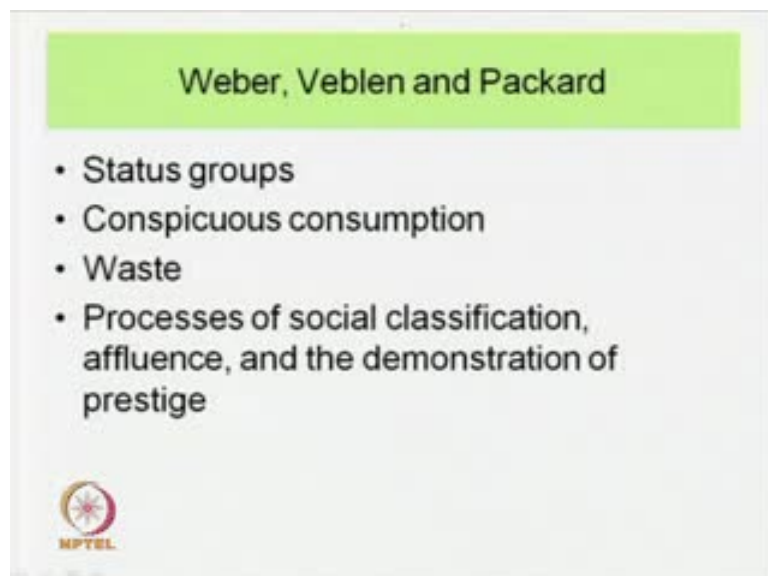 Weber, Veblen and Packard
• Status groups
• Conspicuous consumption
• Waste
• Processes of social classification,
affluence, and the demonstration of
prestige
NPTEL